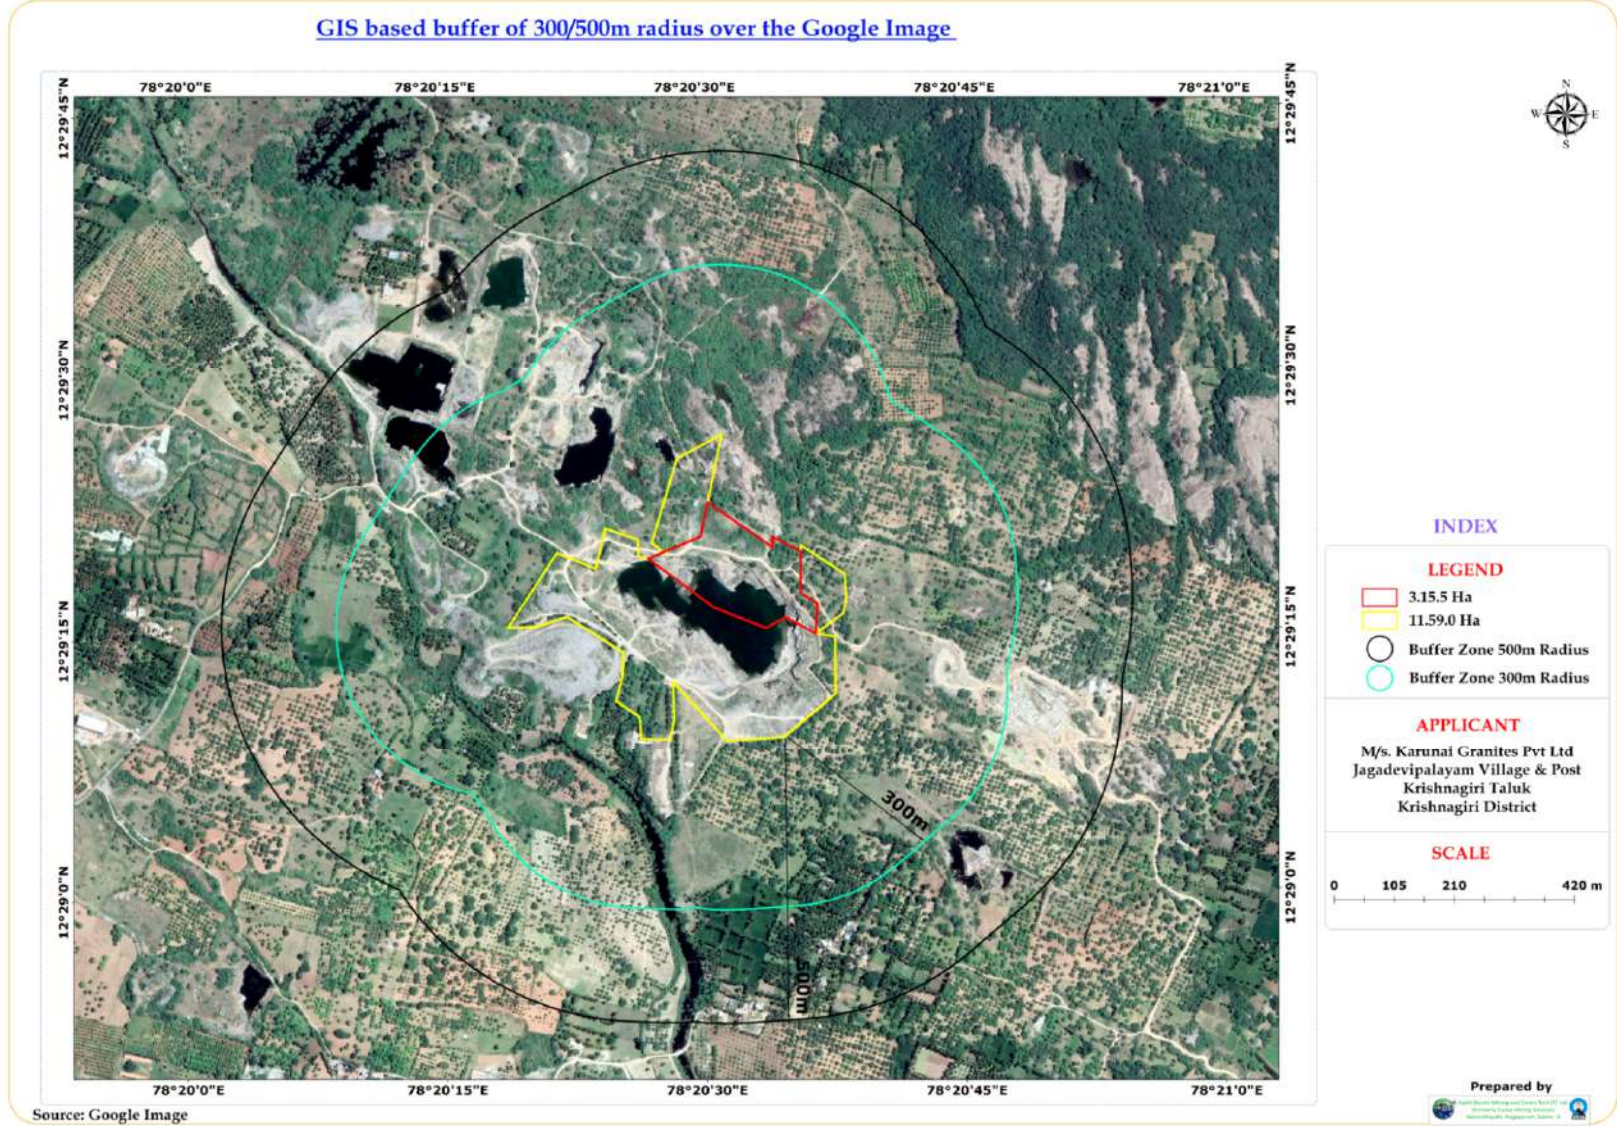 GIS based buffer of 300/500m radius over the Google Image
78°20'0"E 78°20'15"E 78°20'30"E 78°20'45"E 78°21'0"E
12°29'45"N
12°29'45"N
N
W E
S
12°29'30"N
12°29'30"N
12°29'15"N
12°29'15"N
12°29'0"N
12°29'0"N
300m
500m
78°20'0"E 78°20'15"E 78°20'30"E 78°20'45"E 78°21'0"E
INDEX
LEGEND
3.15.5 Ha
11.59.0 Ha
Buffer Zone 500m Radius
Buffer Zone 300m Radius
APPLICANT
M/s. Karunai Granites Pvt Ltd
Jagadevipalayam Village & Post
Krishnagiri Taluk
Krishnagiri District
SCALE
0 105 210 420 m
Prepared by
Source: Google Image